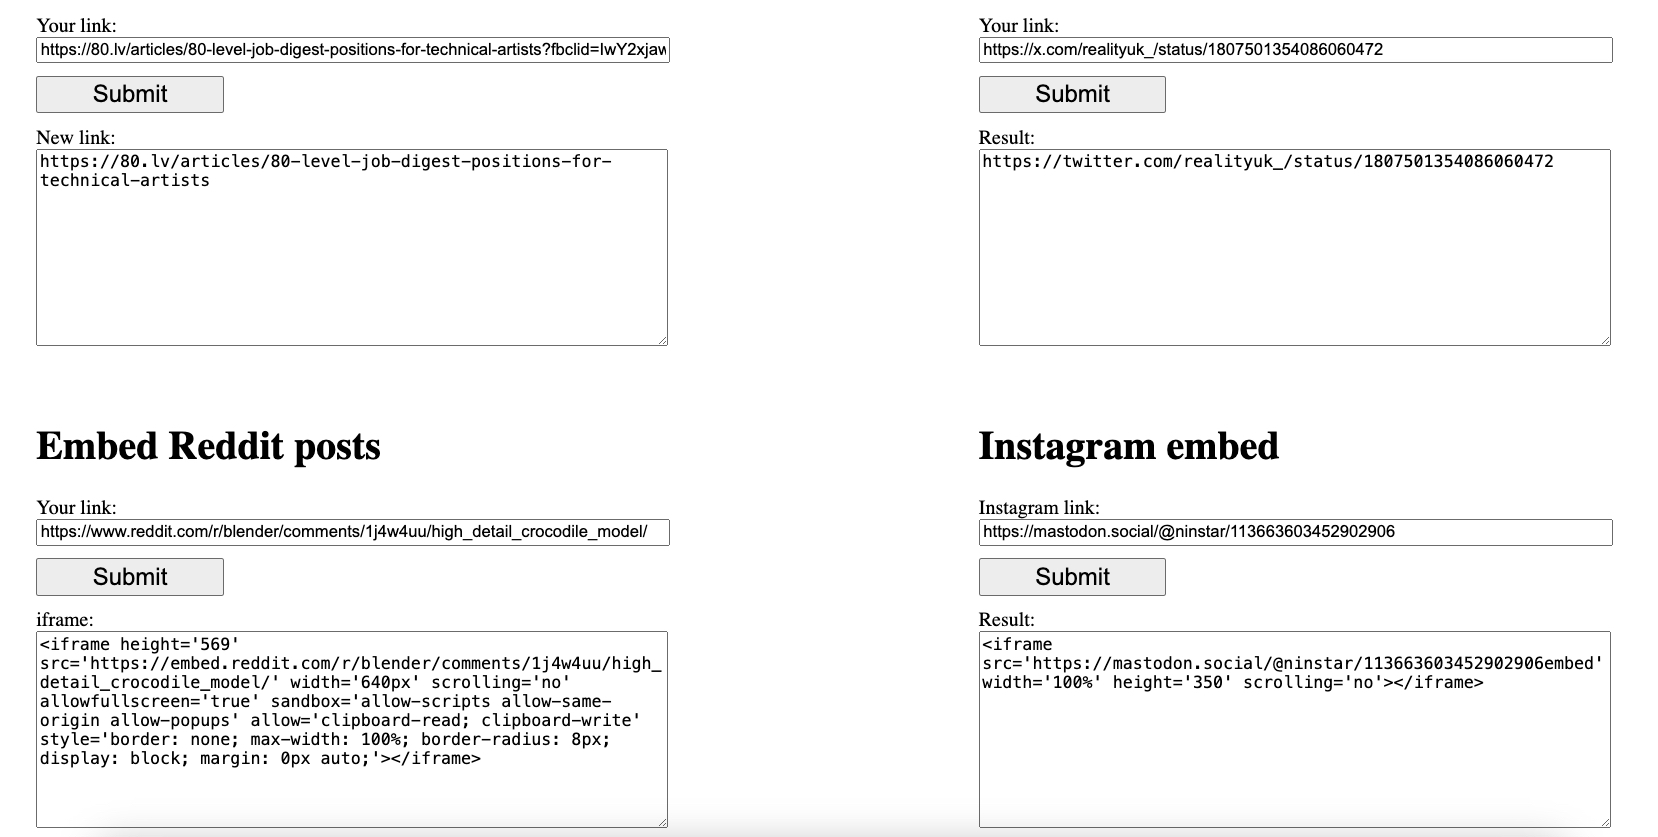 Your link:
https://80.lv/articles/80-level-job-digest-positions-for-technical-artists?fbclid=IwY2xjaw
Submit
New link:
https://80.lv/articles/80-level-job-digest-positions-for-
technical-artists
Your link:
https://x.com/realityuk_/status/1807501354086060472
Submit
Result:
https://twitter.com/realityuk_/status/1807501354086060472
Embed Reddit posts
Your link:
https://www.reddit.com/r/blender/comments/1j4w4uu/high_detail_crocodile_model/
Submit
iframe:
<iframe height='569'
src='https://embed.reddit.com/r/blender/comments/1j4w4uu/high_
detail_crocodile_model/' width='640px' scrolling='no'
allowfullscreen='true' sandbox='allow-scripts allow-same-
origin allow-popups' allow='clipboard-read; clipboard-write'
style='border: none; max-width: 100%; border-radius: 8px;
display: block; margin: 0px auto;'></iframe>
Instagram embed
Instagram link:
https://mastodon.social/@ninstar/113663603452902906
Submit
Result:
<iframe
src='https://mastodon.social/@ninstar/113663603452902906embed'
width='100%' height='350' scrolling='no'></iframe>